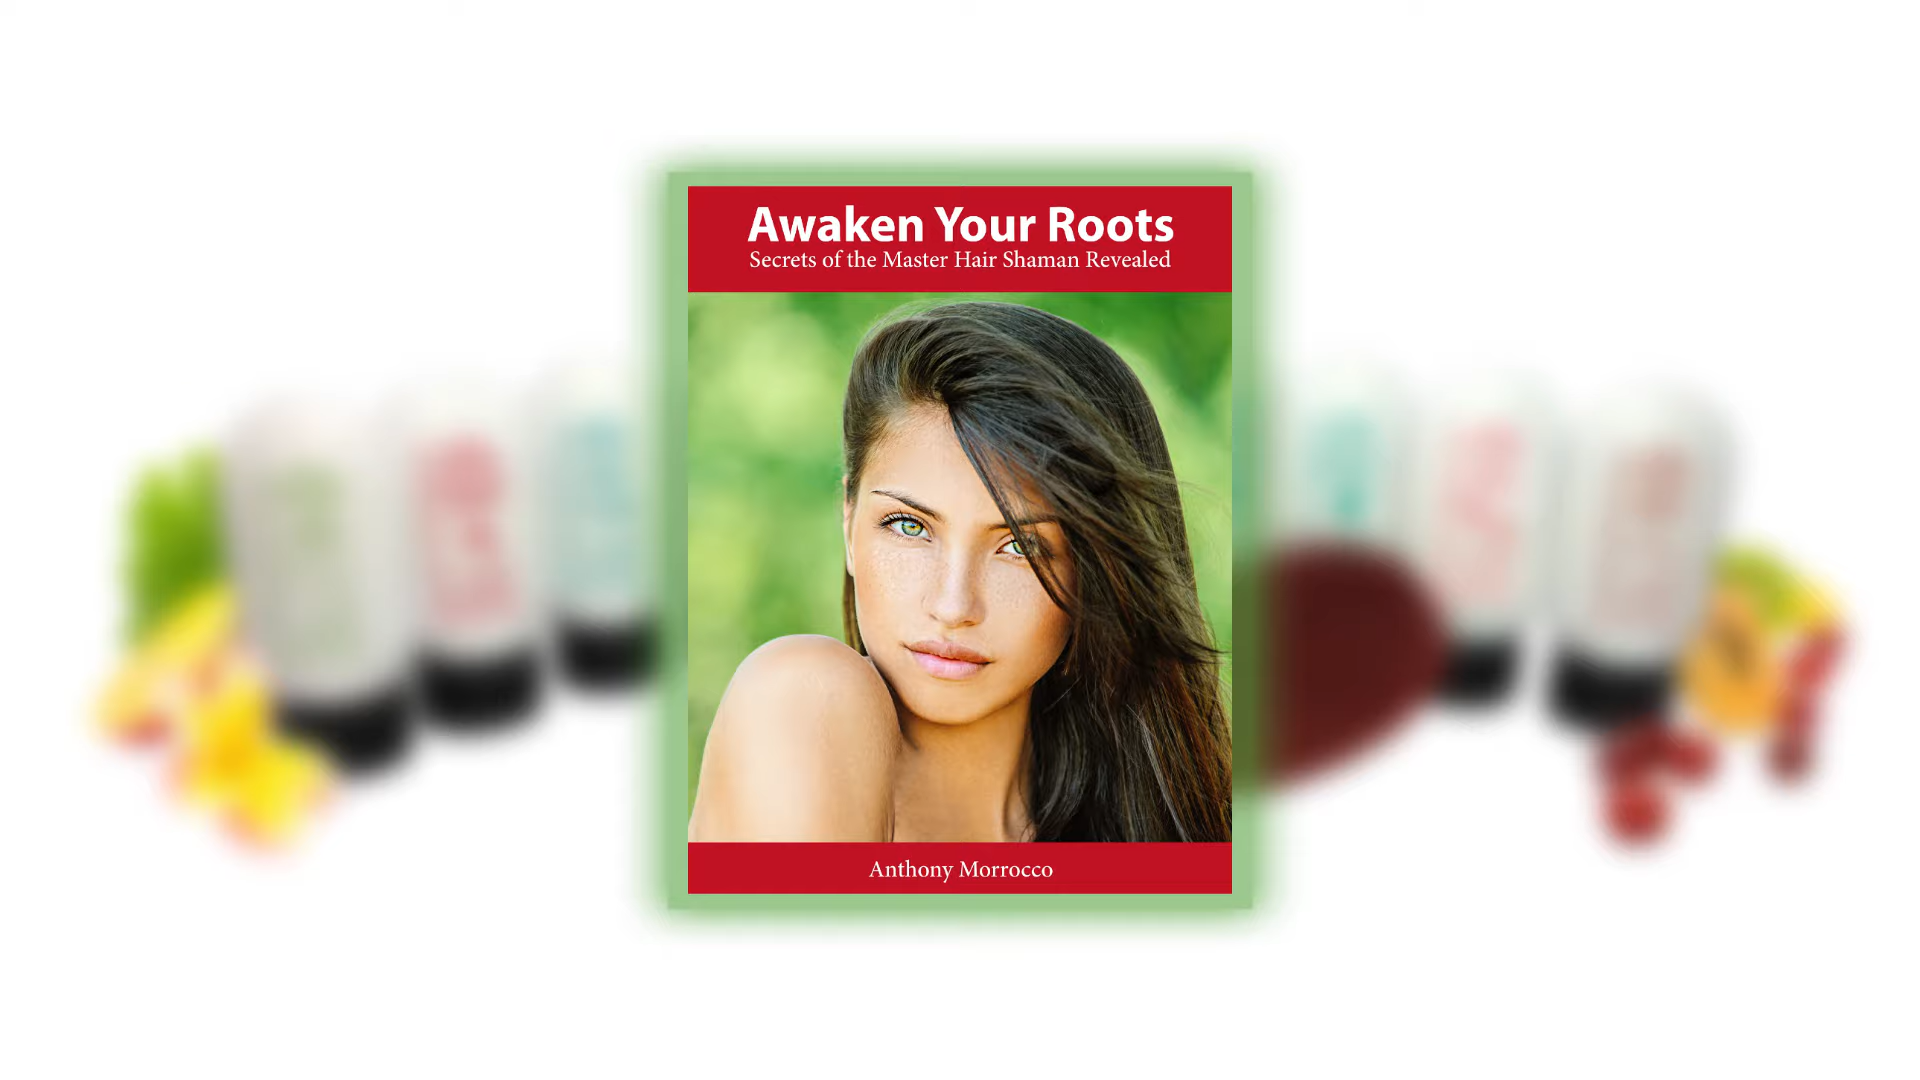 Awaken Your Roots
Secrets of the Master Hair Shaman Revealed
Anthony Morrocco